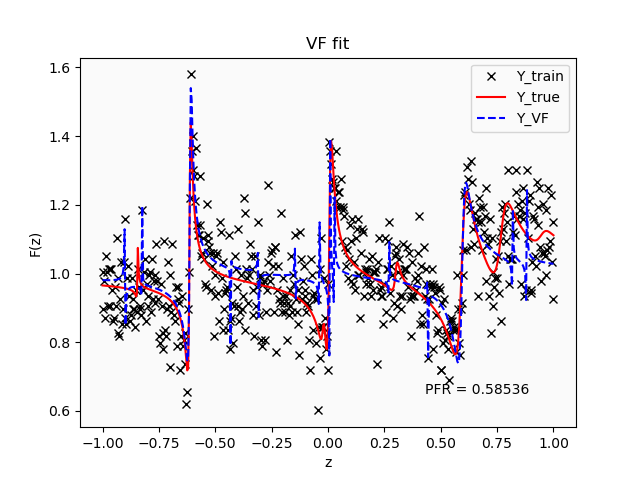 VF fit
1.6
1.4
1.2
1.0
0.8
0.6
F(z)
Y_train
Y_true
Y_VF
PFR = 0.58536
−1.00 −0.75 −0.50 −0.25 0.00 0.25 0.50 0.75 1.00
z